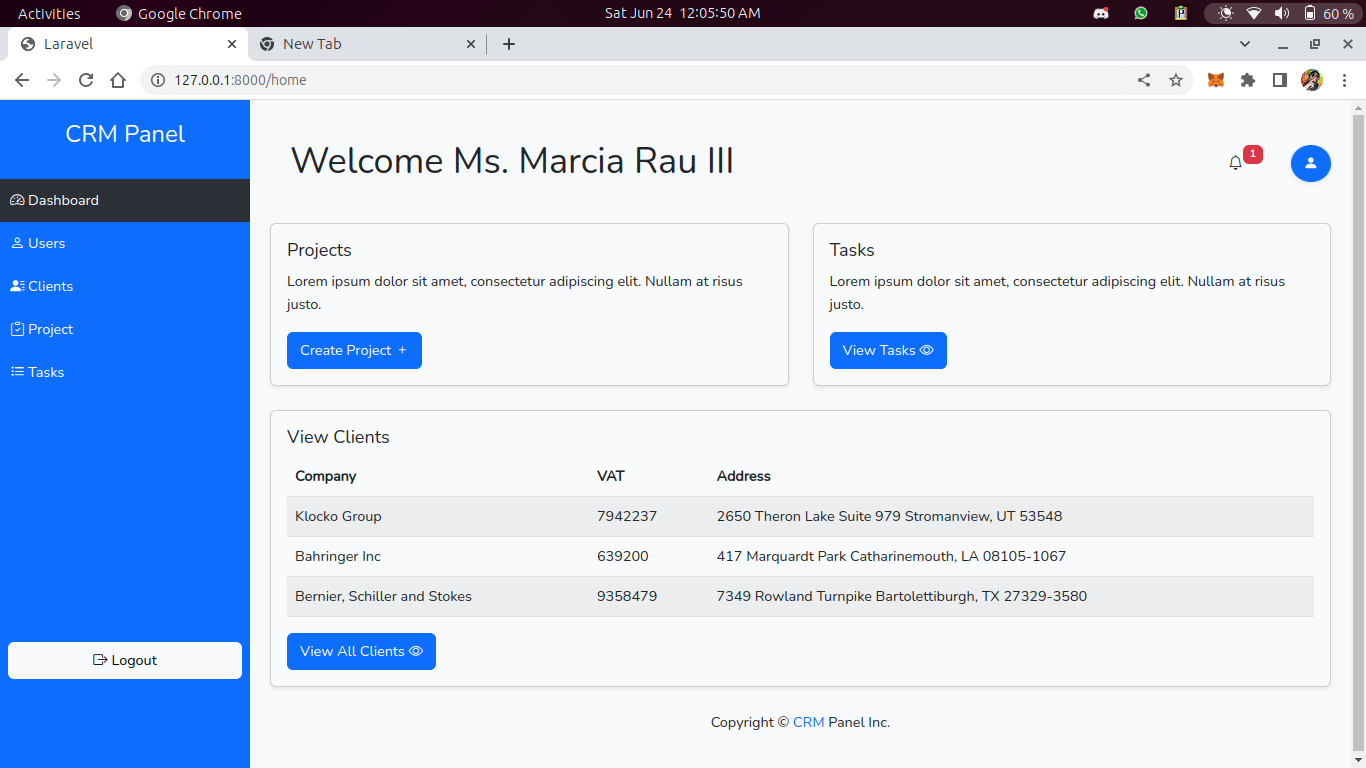 Activities Google Chrome Sat Jun 24 12:05:50 AM 60 %
Laravel New Tab
127.0.0.1:8000/home
CRM Panel
Welcome Ms. Marcia Rau III
1
Dashboard
Users
Clients
Project
Tasks
Logout
Projects
Lorem ipsum dolor sit amet, consectetur adipiscing elit. Nullam at risus
justo.
Create Project +
Tasks
Lorem ipsum dolor sit amet, consectetur adipiscing elit. Nullam at risus
justo.
View Tasks
View Clients
Company VAT Address
Klocko Group 7942237 2650 Theron Lake Suite 979 Stromanview, UT 53548
Bahringer Inc 639200 417 Marquardt Park Catharinemouth, LA 08105-1067
Bernier, Schiller and Stokes 9358479 7349 Rowland Turnpike Bartolettiburgh, TX 27329-3580
View All Clients
Copyright © CRM Panel Inc.